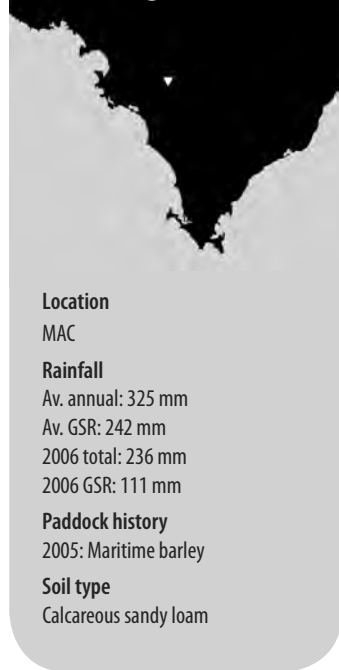 Location
MAC
Rainfall
Av. annual: 325 mm
Av. GSR: 242 mm
2006 total: 236 mm
2006 GSR: 111 mm
Paddock history
2005: Maritime barley
Soil type
Calcareous sandy loam